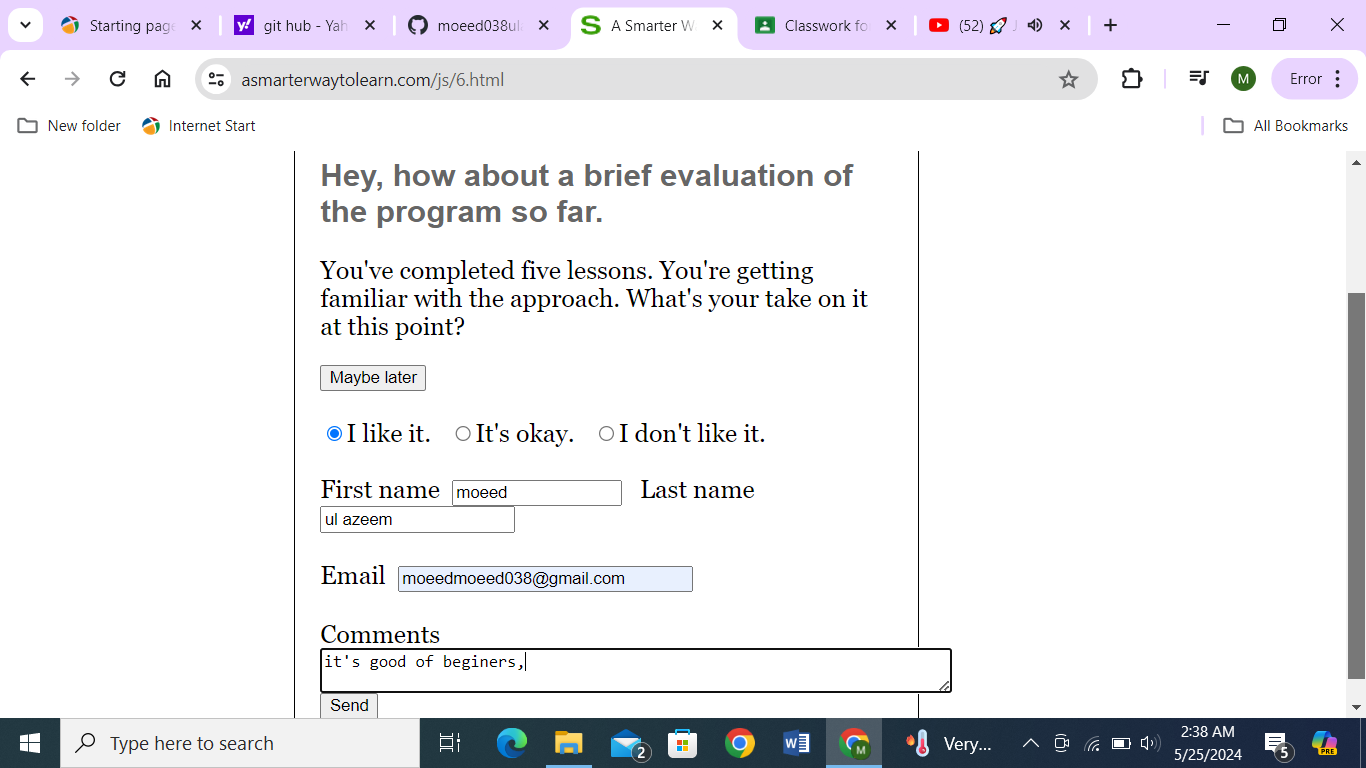 Starting page
git hub - Yah
moeed038ul
A Smarter W
Classwork fo
(52) 🚀
asmarterwaytolearn.com/js/6.html
M
Error
New folder
Internet Start
All Bookmarks
Hey, how about a brief evaluation of
the program so far.
You've completed five lessons. You're getting
familiar with the approach. What's your take on it
at this point?
Maybe later
I like it. It's okay. I don't like it.
First name moeed Last name
ul azeem
Email moeedmoeed038@gmail.com
Comments
it's good of beginers,
Send
Type here to search
2
M
Very...
2:38 AM
5/25/2024
5
PRE